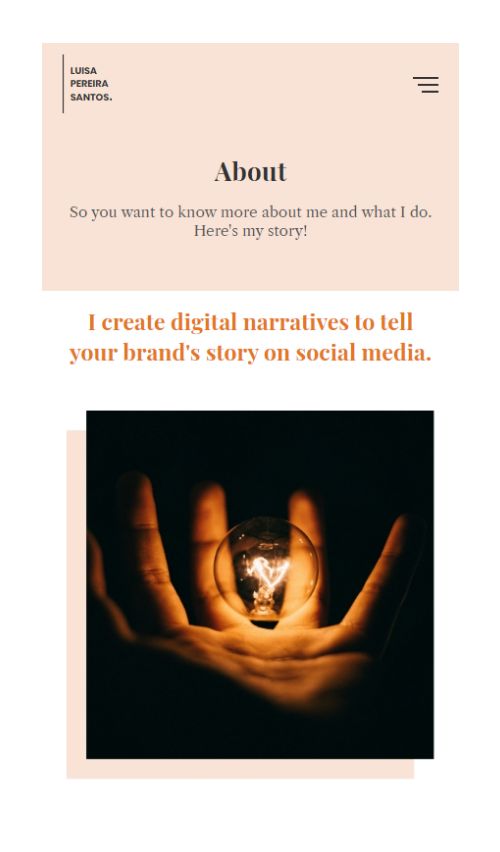 LUISA
PEREIRA
SANTOS.
About
So you want to know more about me and what I do.
Here's my story!
I create digital narratives to tell
your brand's story on social media.